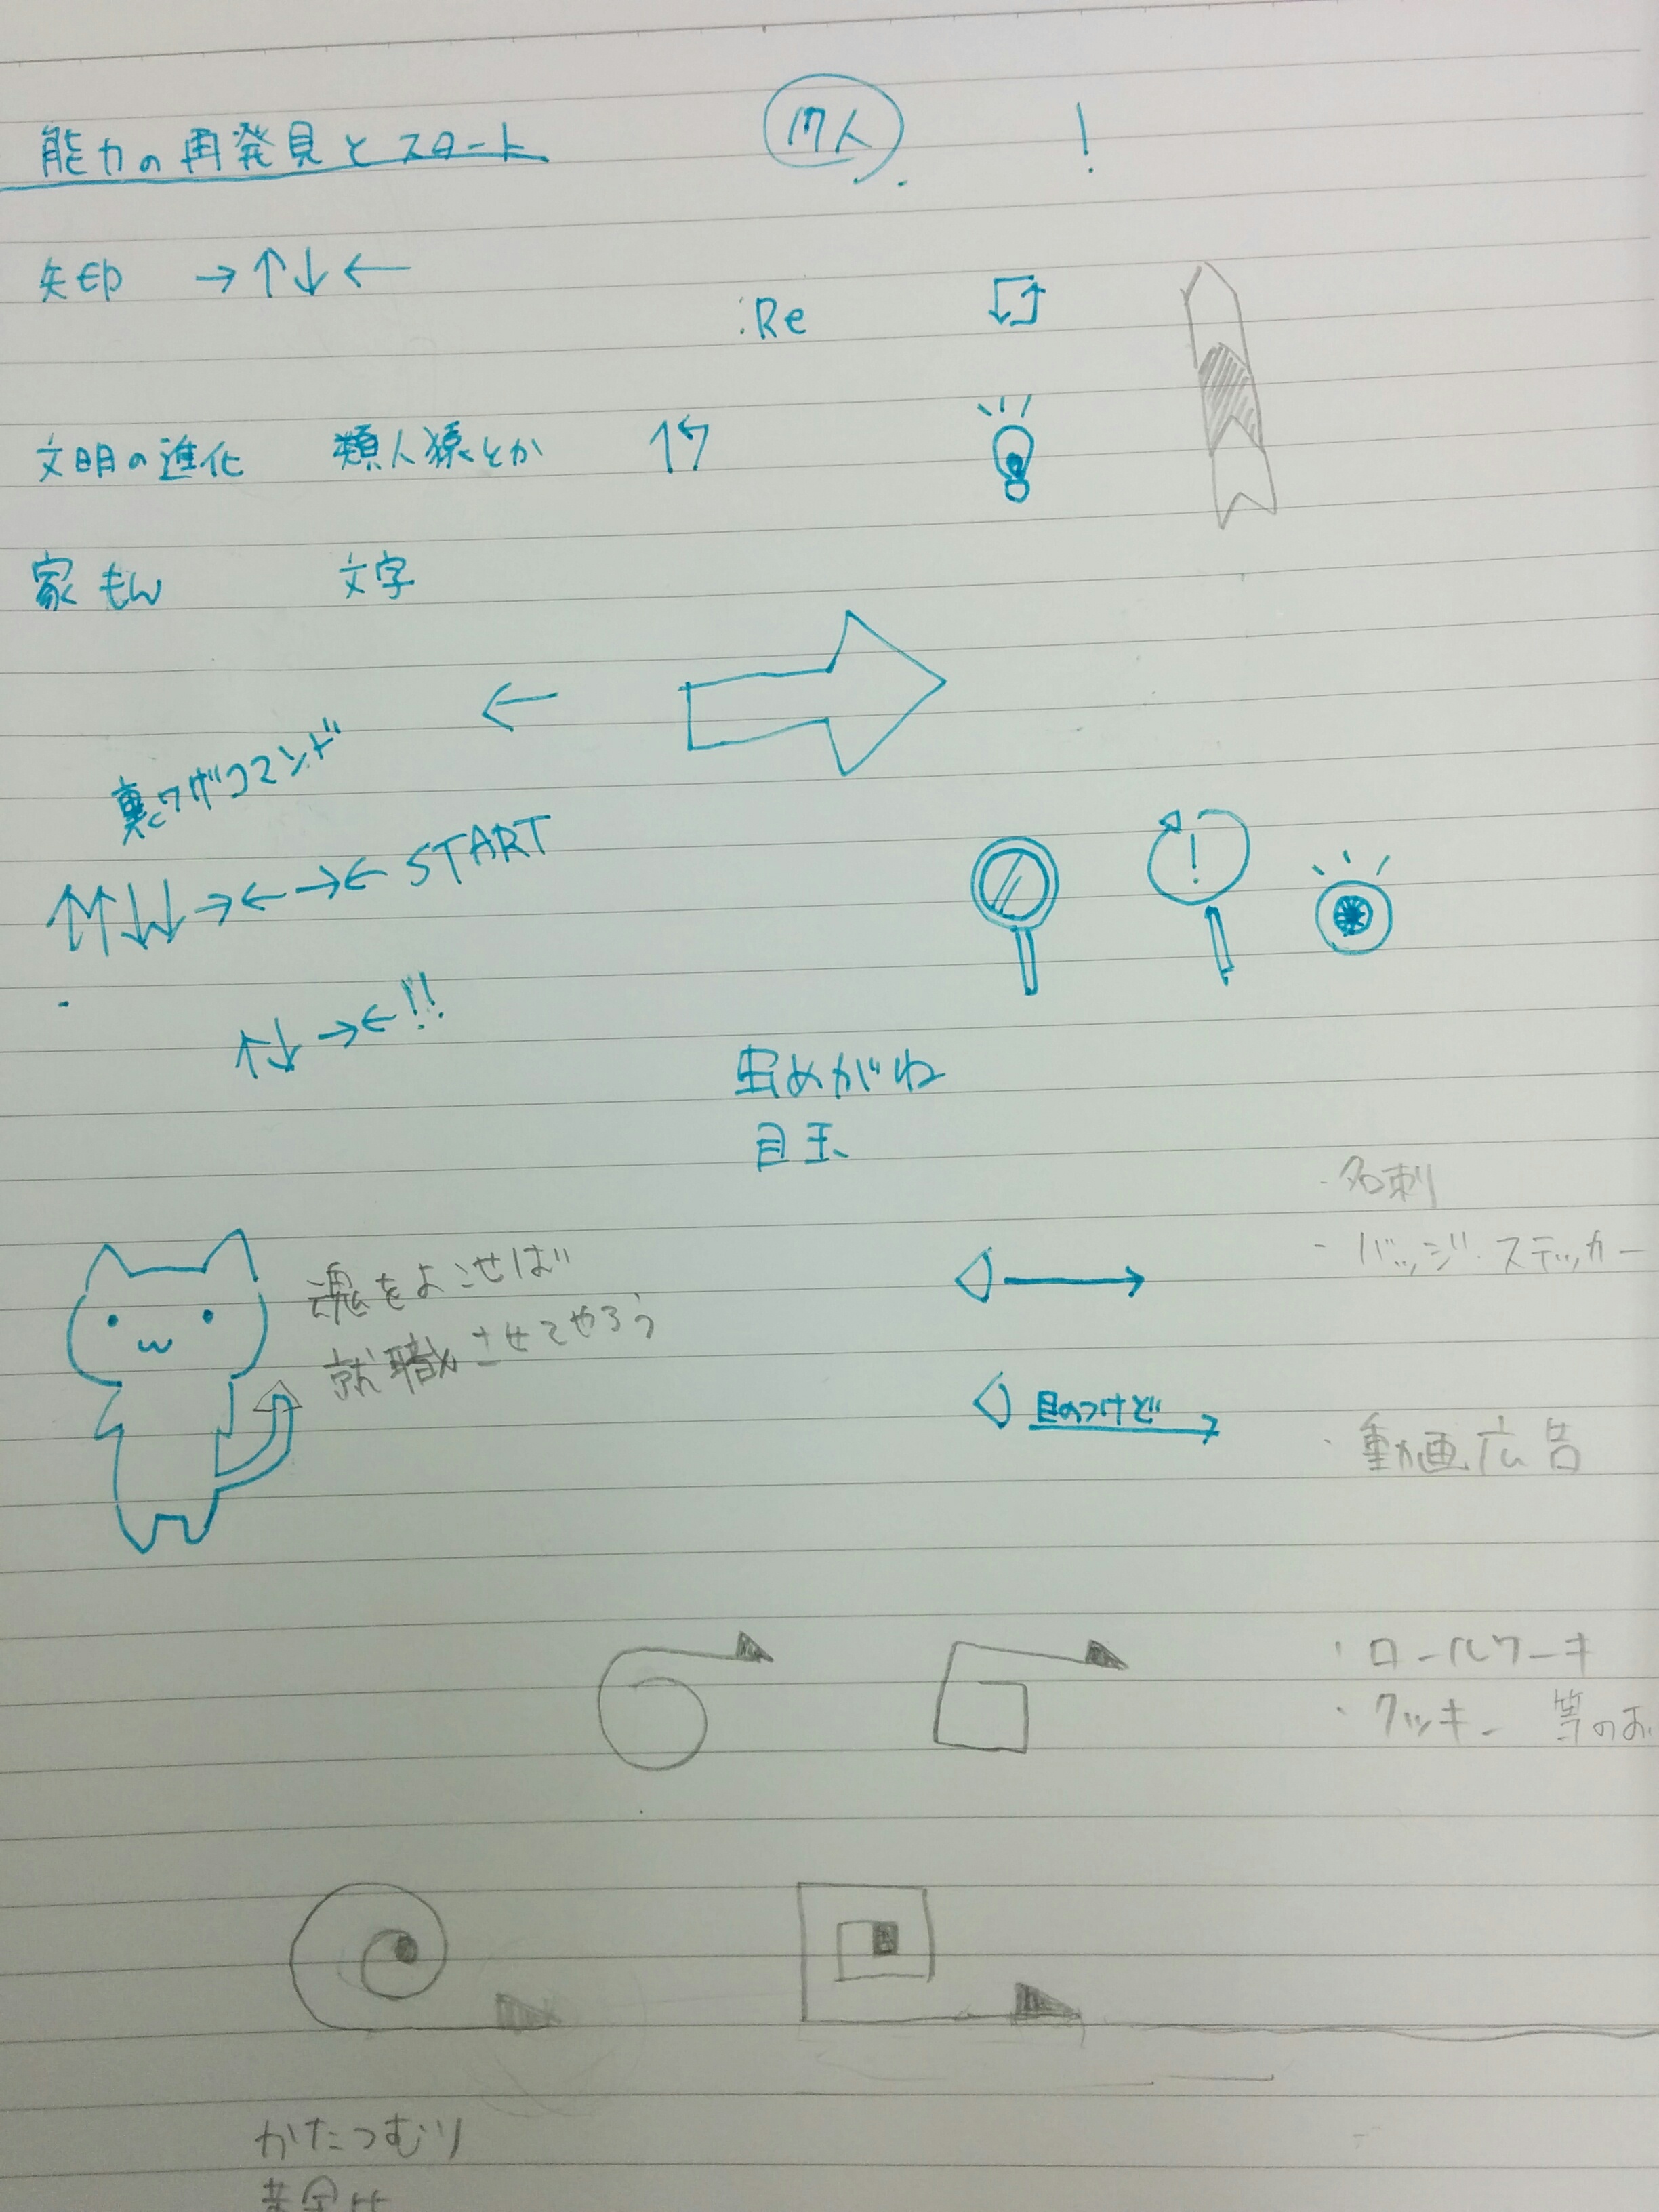 能力の再発見とスタート
17人
!
矢印 →↑↓←
:Re
文明の進化 類人猿とか ↑↰
家もん 文字
←
裏ワザコマンド
↑↑↓↓→←→← START
!
↑↓→←!!
虫めがね
目玉
・名刺
- バッジ・ステッカー
魂をよこせば
就職させてやろう
目のつけど
・動画広告
・ロールケーキ
・クッキー 等のお
かたつむり
黄金比